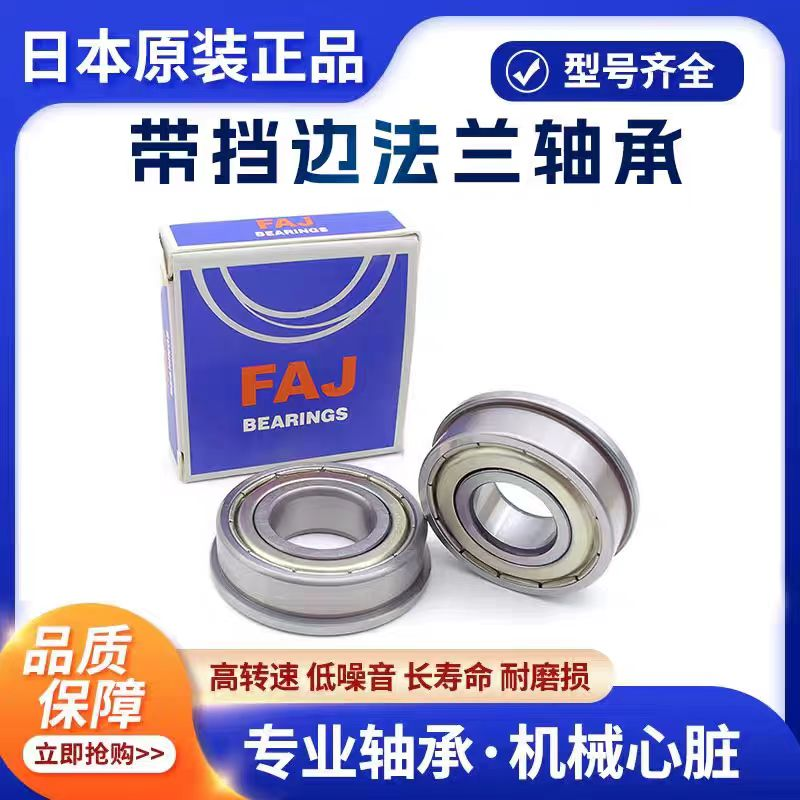 日本原装正品
型号齐全
带挡边法兰轴承
FAJ
BEARINGS
FAJ
BEARINGS
品质
保障
立即抢购>>
高转速 低噪音 长寿命 耐磨损
专业轴承·机械心脏